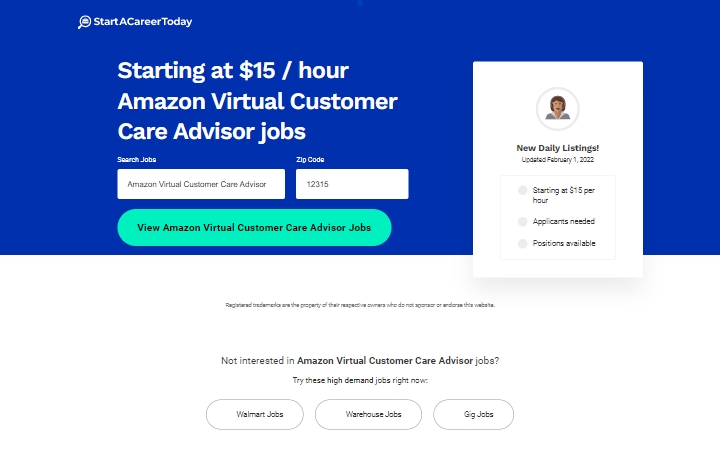 StartACareerToday
Starting at $15 / hour
Amazon Virtual Customer
Care Advisor jobs
Search Jobs
Zip Code
Amazon Virtual Customer Care Advisor
12315
View Amazon Virtual Customer Care Advisor Jobs
New Daily Listings!
Updated February 1, 2022
Starting at $15 per
hour
Applicants needed
Positions available
Registered trademarks are the property of their respective owners who do not sponsor or endorse this website.
Not interested in Amazon Virtual Customer Care Advisor jobs?
Try these high demand jobs right now:
Walmart Jobs
Warehouse Jobs
Gig Jobs